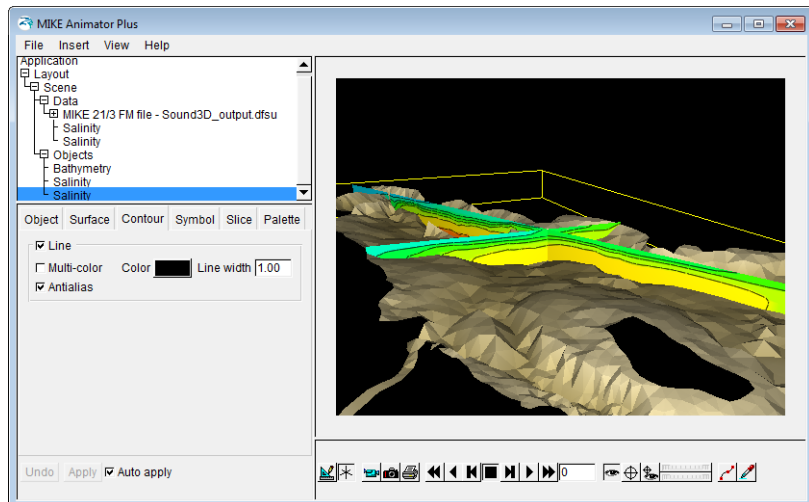 MIKE Animator Plus
File Insert View Help
Application
Layout
Scene
Data
MIKE 21/3 FM file - Sound3D_output.dfsu
Salinity
Salinity
Objects
Bathymetry
Salinity
Salinity
Object Surface Contour Symbol Slice Palette
Line
Multi-color Color Line width 1.00
Antialias
Undo Apply Auto apply
0